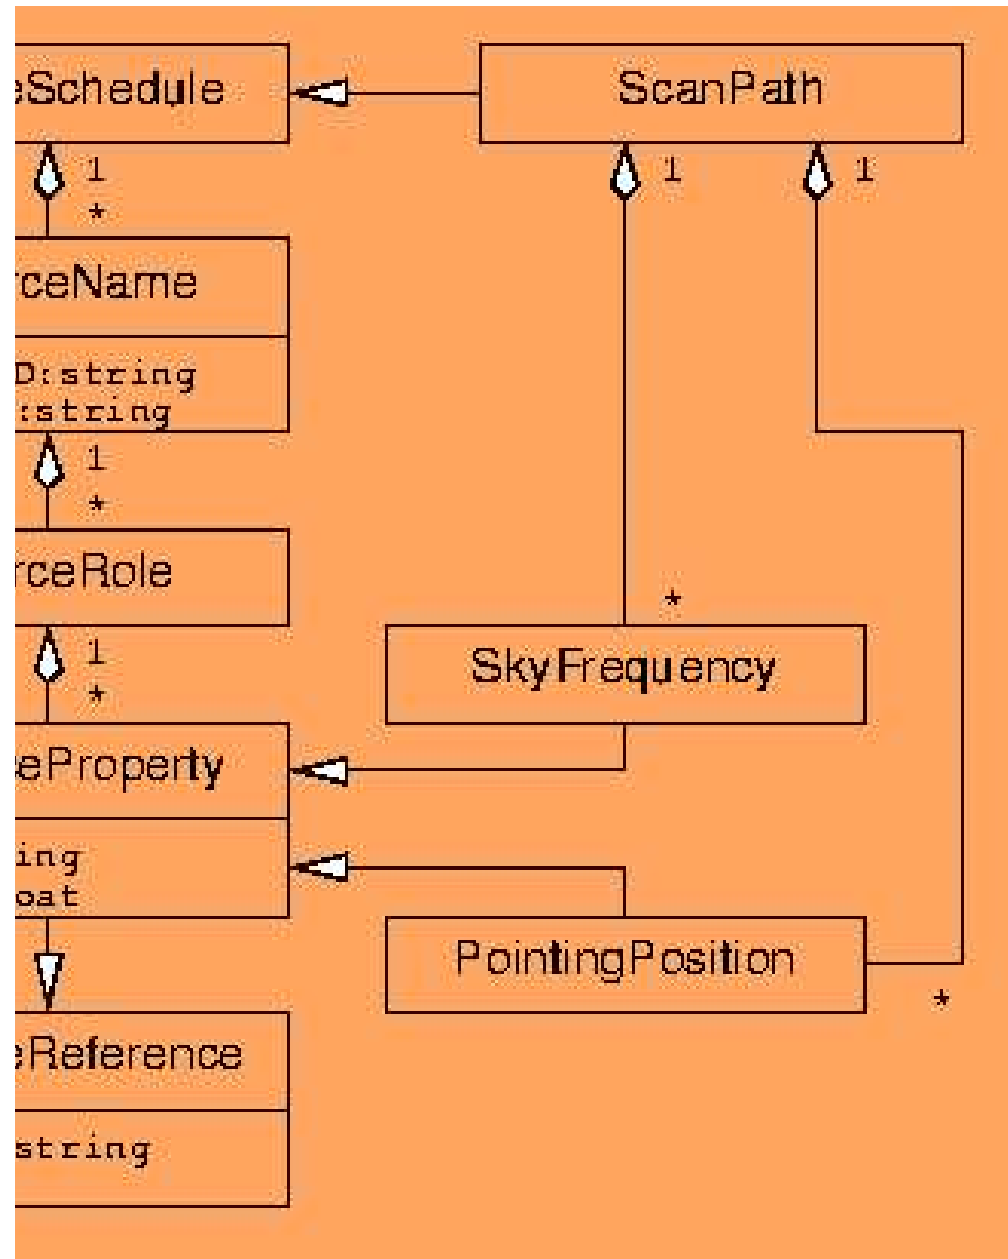 eSchedule
ScanPath
1
1
1
*
rceName
D:string
:string
1
*
rceRole
1
*
*
SkyFrequency
eProperty
ing
oat
PointingPosition
*
eReference
string